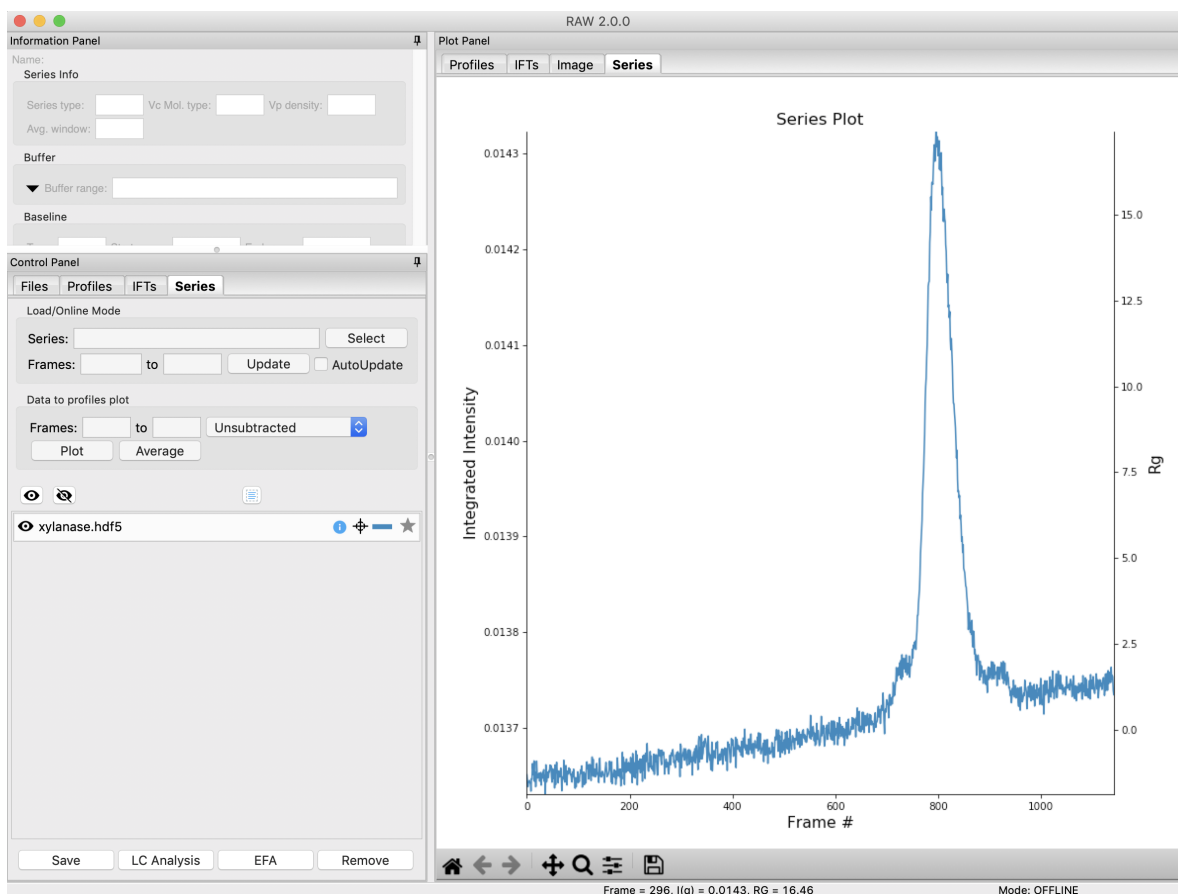 RAW 2.0.0
Information Panel
Name:
Series Info
Series type: Vc Mol. type: Vp density:
Avg. window:
Buffer
Buffer range:
Baseline
Control Panel
Files Profiles IFTs Series
Load/Online Mode
Series: Select
Frames: to Update AutoUpdate
Data to profiles plot
Frames: to Unsubtracted
Plot Average
xylanase.hdf5
Save LC Analysis EFA Remove
Plot Panel
Profiles IFTs Image Series
Series Plot
0.0143
0.0142
0.0141
0.0140
0.0139
0.0138
0.0137
Integrated Intensity
15.0
12.5
10.0
7.5
5.0
2.5
0.0
Rg
0 200 400 600 800 1000
Frame #
Frame = 296, I(q) = 0.0143, RG = 16.46 Mode: OFFLINE